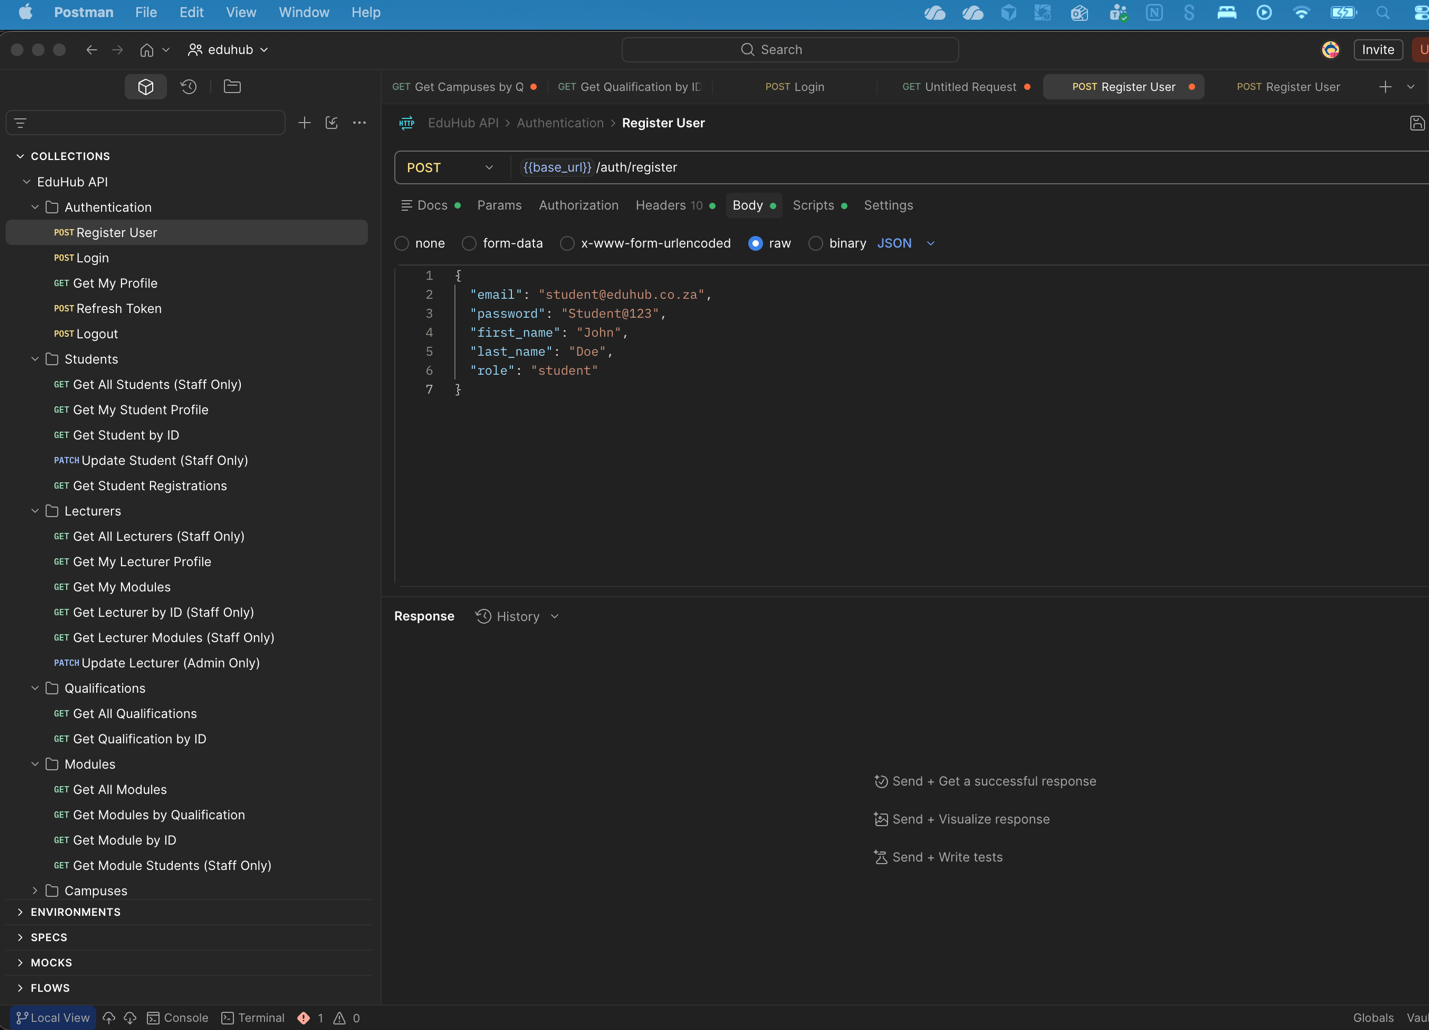 Postman File Edit View Window Help
eduhub Search Invite U
GET Get Campuses by Q GET Get Qualification by ID POST Login GET Untitled Request POST Register User POST Register User
HTTP EduHub API > Authentication > Register User
POST {{base_url}} /auth/register
Docs Params Authorization Headers 10 Body Scripts Settings
none form-data x-www-form-urlencoded raw binary JSON
1 {
2 "email": "student@eduhub.co.za",
3 "password": "Student@123",
4 "first_name": "John",
5 "last_name": "Doe",
6 "role": "student"
7 }
Response History
Send + Get a successful response
Send + Visualize response
Send + Write tests
COLLECTIONS
EduHub API
Authentication
POST Register User
POST Login
GET Get My Profile
POST Refresh Token
POST Logout
Students
GET Get All Students (Staff Only)
GET Get My Student Profile
GET Get Student by ID
PATCH Update Student (Staff Only)
GET Get Student Registrations
Lecturers
GET Get All Lecturers (Staff Only)
GET Get My Lecturer Profile
GET Get My Modules
GET Get Lecturer by ID (Staff Only)
GET Get Lecturer Modules (Staff Only)
PATCH Update Lecturer (Admin Only)
Qualifications
GET Get All Qualifications
GET Get Qualification by ID
Modules
GET Get All Modules
GET Get Modules by Qualification
GET Get Module by ID
GET Get Module Students (Staff Only)
Campuses
ENVIRONMENTS
SPECS
MOCKS
FLOWS
Local View Console Terminal 1 0 Globals Vau